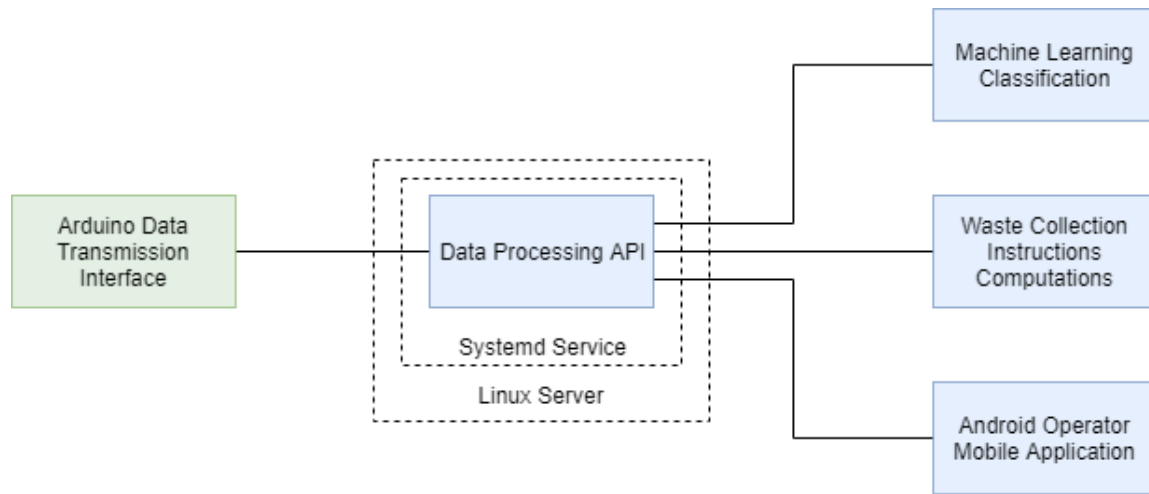 Machine Learning
Classification
Arduino Data
Transmission
Interface
Data Processing API
Systemd Service
Linux Server
Waste Collection
Instructions
Computations
Android Operator
Mobile Application